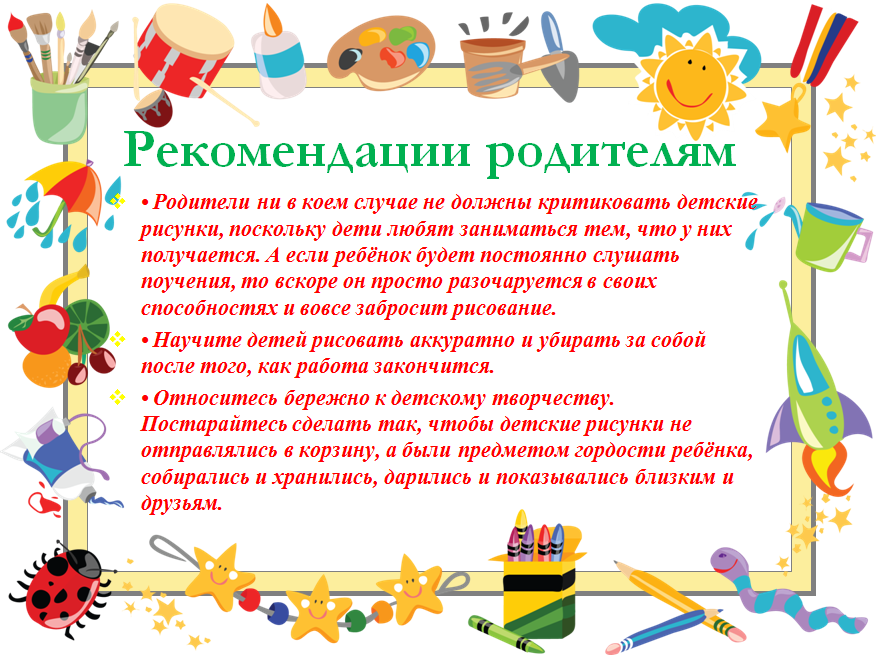 Рекомендации родителям
• Родители ни в коем случае не должны критиковать детские
рисунки, поскольку дети любят заниматься тем, что у них
получается. А если ребёнок будет постоянно слушать
поучения, то вскоре он просто разочаруется в своих
способностях и вовсе забросит рисование.
• Научите детей рисовать аккуратно и убирать за собой
после того, как работа закончится.
• Относитесь бережно к детскому творчеству.
Постарайтесь сделать так, чтобы детские рисунки не
отправлялись в корзину, а были предметом гордости ребёнка,
собирались и хранились, дарились и показывались близким и
друзьям.